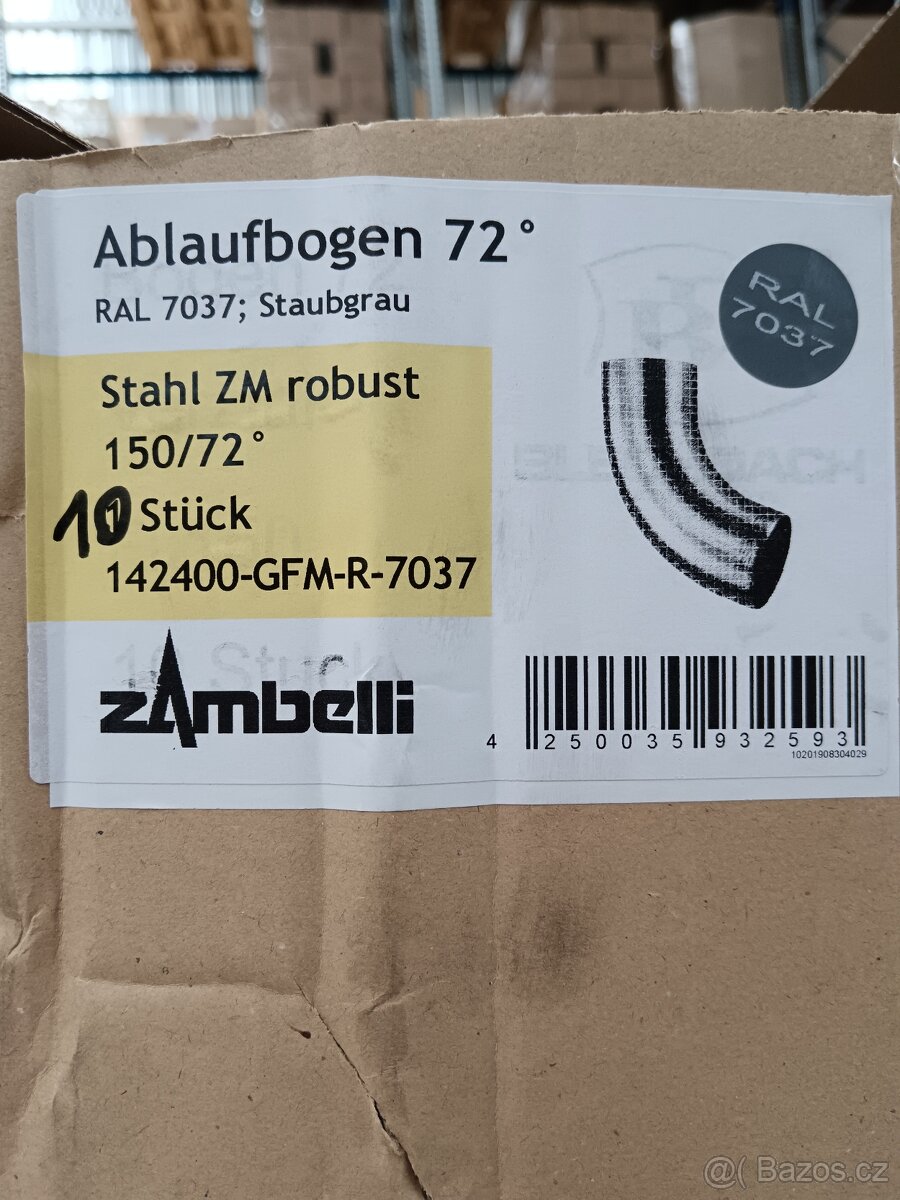 Ablaufbogen 72°
RAL 7037; Staubgrau
RAL
7037
Stahl ZM robust
150/72°
10 Stück
142400-GFM-R-7037
zambelli
4 250035 932593
10201908304029
@( Bazos.cz